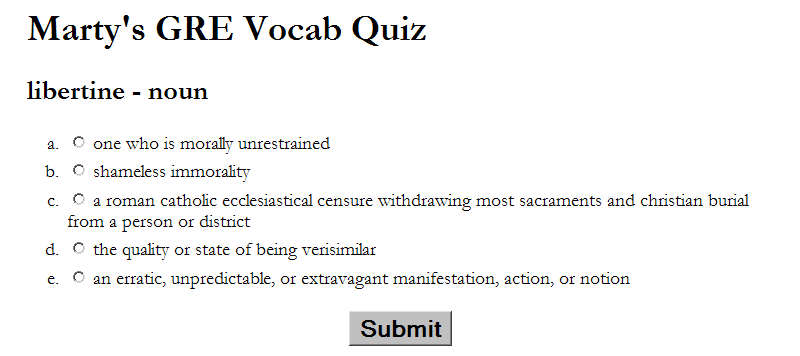 Marty's GRE Vocab Quiz
libertine - noun
a. one who is morally unrestrained
b. shameless immorality
c. a roman catholic ecclesiastical censure withdrawing most sacraments and christian burial
from a person or district
d. the quality or state of being verisimilar
e. an erratic, unpredictable, or extravagant manifestation, action, or notion
Submit